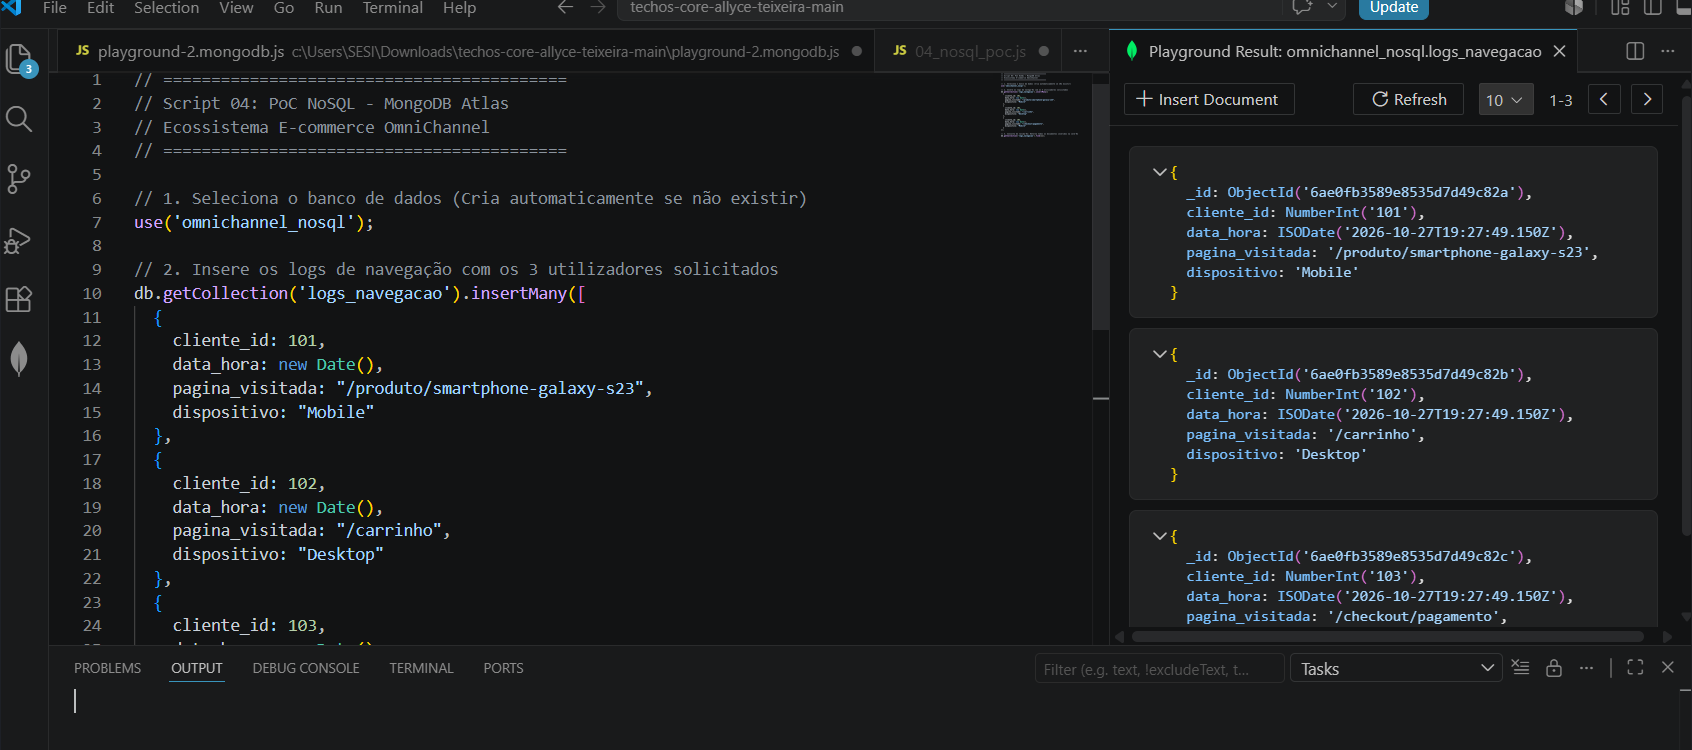 File Edit Selection View Go Run Terminal Help
techos-core-allyce-teixeira-main
Update
3
JS playground-2.mongodb.js c:\Users\SESI\Downloads\techos-core-allyce-teixeira-main\playground-2.mongodb.js
JS 04_nosql_poc.js
1 // ==========================================
2 // Script 04: PoC NoSQL - MongoDB Atlas
3 // Ecossistema E-commerce OmniChannel
4 // ==========================================
5
6 // 1. Seleciona o banco de dados (Cria automaticamente se não existir)
7 use('omnichannel_nosql');
8
9 // 2. Insere os logs de navegação com os 3 utilizadores solicitados
10 db.getCollection('logs_navegacao').insertMany([
11 {
12 cliente_id: 101,
13 data_hora: new Date(),
14 pagina_visitada: "/produto/smartphone-galaxy-s23",
15 dispositivo: "Mobile"
16 },
17 {
18 cliente_id: 102,
19 data_hora: new Date(),
20 pagina_visitada: "/carrinho",
21 dispositivo: "Desktop"
22 },
23 {
24 cliente_id: 103,
Playground Result: omnichannel_nosql.logs_navegacao
Insert Document Refresh 10 1-3
{
_id: ObjectId('6ae0fb3589e8535d7d49c82a'),
cliente_id: NumberInt('101'),
data_hora: ISODate('2026-10-27T19:27:49.150Z'),
pagina_visitada: '/produto/smartphone-galaxy-s23',
dispositivo: 'Mobile'
}
{
_id: ObjectId('6ae0fb3589e8535d7d49c82b'),
cliente_id: NumberInt('102'),
data_hora: ISODate('2026-10-27T19:27:49.150Z'),
pagina_visitada: '/carrinho',
dispositivo: 'Desktop'
}
{
_id: ObjectId('6ae0fb3589e8535d7d49c82c'),
cliente_id: NumberInt('103'),
data_hora: ISODate('2026-10-27T19:27:49.150Z'),
pagina_visitada: '/checkout/pagamento',
PROBLEMS OUTPUT DEBUG CONSOLE TERMINAL PORTS
Filter (e.g. text, !excludeText, t...
Tasks